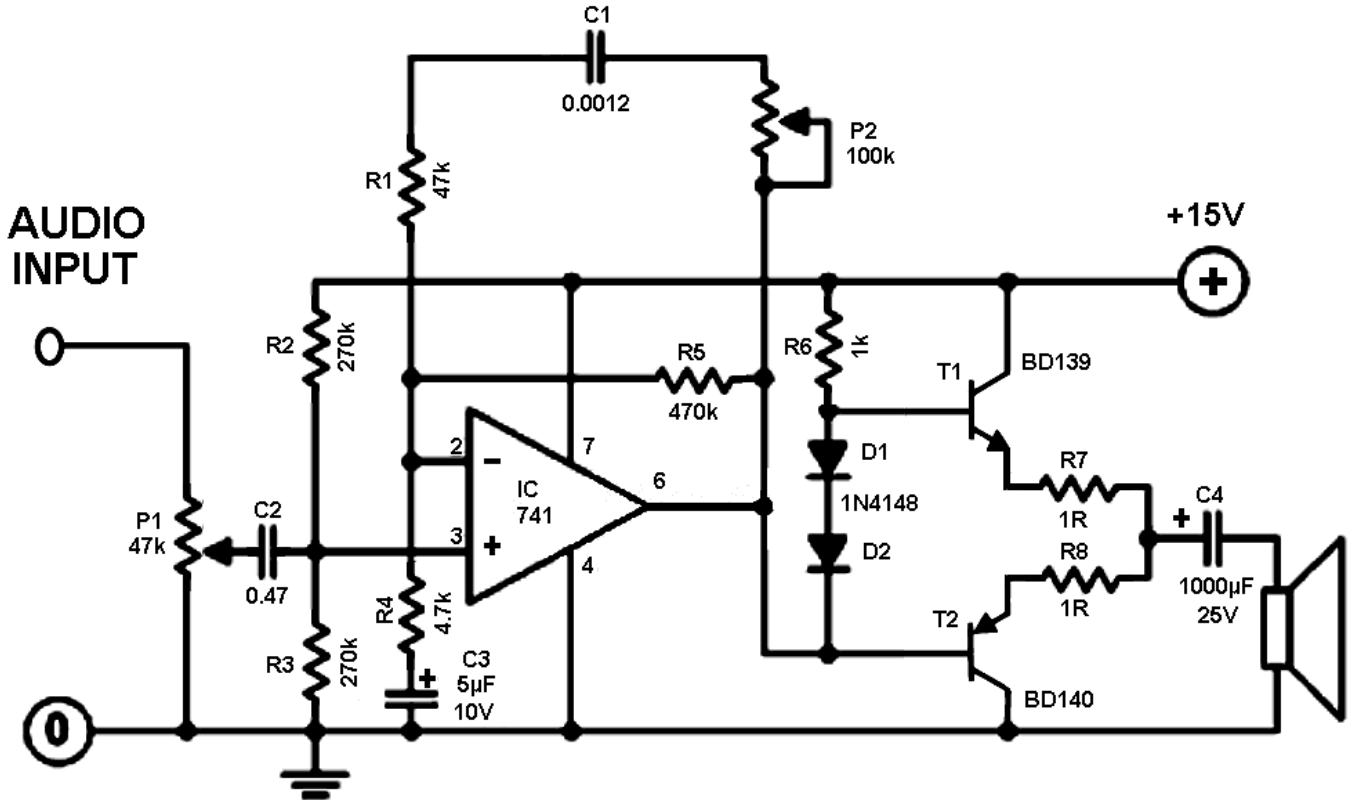 C1
0.0012
P2
100k
R1
47k
AUDIO
INPUT
+15V
+
R2
270k
R5
470k
R6
1k
T1
BD139
2
-
7
IC
741
6
3
+
4
D1
1N4148
D2
R7
1R
+
C4
1000µF
25V
R8
1R
P1
47k
C2
0.47
R4
4.7k
R3
270k
+
C3
5µF
10V
T2
BD140
0